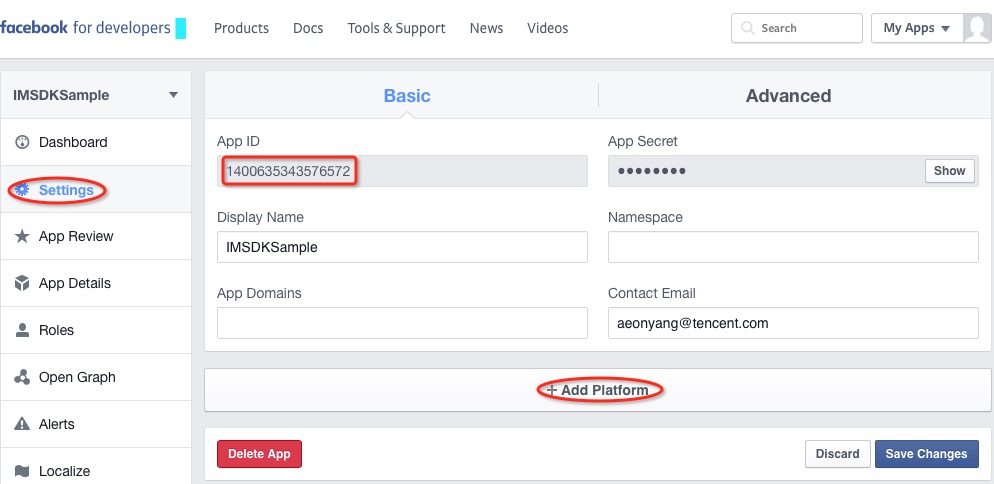 facebook for developers Products Docs Tools & Support News Videos Search My Apps
IMSDKSample
Dashboard
Settings
App Review
App Details
Roles
Open Graph
Alerts
Localize
Basic Advanced
App ID App Secret
1400635343576572 •••••••• Show
Display Name Namespace
IMSDKSample
App Domains Contact Email
aeonyang@tencent.com
+ Add Platform
Delete App Discard Save Changes